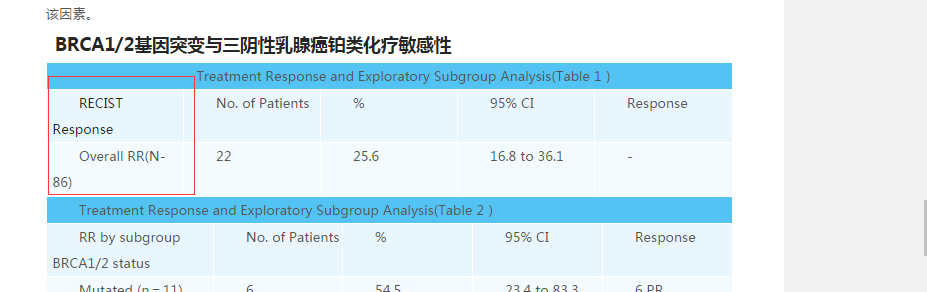 该因素。
BRCA1/2基因突变与三阴性乳腺癌铂类化疗敏感性
Treatment Response and Exploratory Subgroup Analysis(Table 1 )
RECIST Response No. of Patients % 95% CI Response
Overall RR(N-86) 22 25.6 16.8 to 36.1 -
Treatment Response and Exploratory Subgroup Analysis(Table 2 )
RR by subgroup BRCA1/2 status No. of Patients % 95% CI Response
Mutated (n = 11) 6 54.5 23.4 to 83.3 6 PR